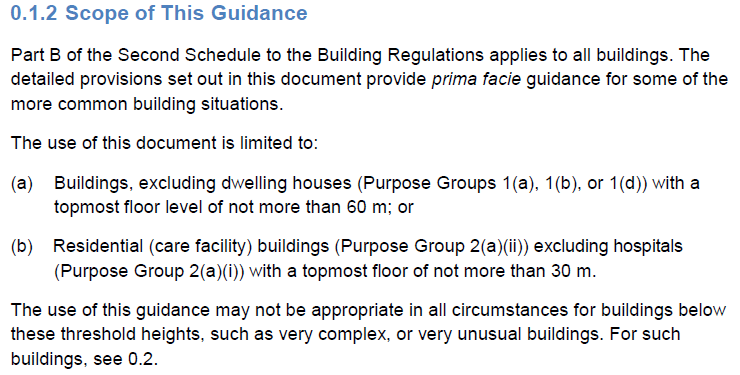 0.1.2 Scope of This Guidance
Part B of the Second Schedule to the Building Regulations applies to all buildings. The
detailed provisions set out in this document provide prima facie guidance for some of the
more common building situations.
The use of this document is limited to:
(a) Buildings, excluding dwelling houses (Purpose Groups 1(a), 1(b), or 1(d)) with a
topmost floor level of not more than 60 m; or
(b) Residential (care facility) buildings (Purpose Group 2(a)(ii)) excluding hospitals
(Purpose Group 2(a)(i)) with a topmost floor of not more than 30 m.
The use of this guidance may not be appropriate in all circumstances for buildings below
these threshold heights, such as very complex, or very unusual buildings. For such
buildings, see 0.2.